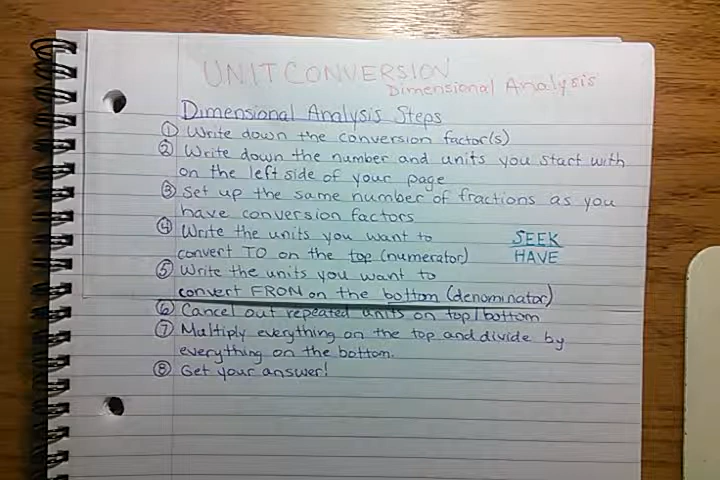 UNIT CONVERSION
Dimensional Analysis
Dimensional Analysis Steps
① Write down the conversion factor(s)
② Write down the number and units you start with
on the left side of your page
③ Set up the same number of fractions as you
have conversion factors
④ Write the units you want to
convert TO on the top (numerator)
SEEK
HAVE
⑤ Write the units you want to
convert FROM on the bottom (denominator)
⑥ Cancel out repeated units on top/bottom
⑦ Multiply everything on the top and divide by
everything on the bottom.
⑧ Get your answer!